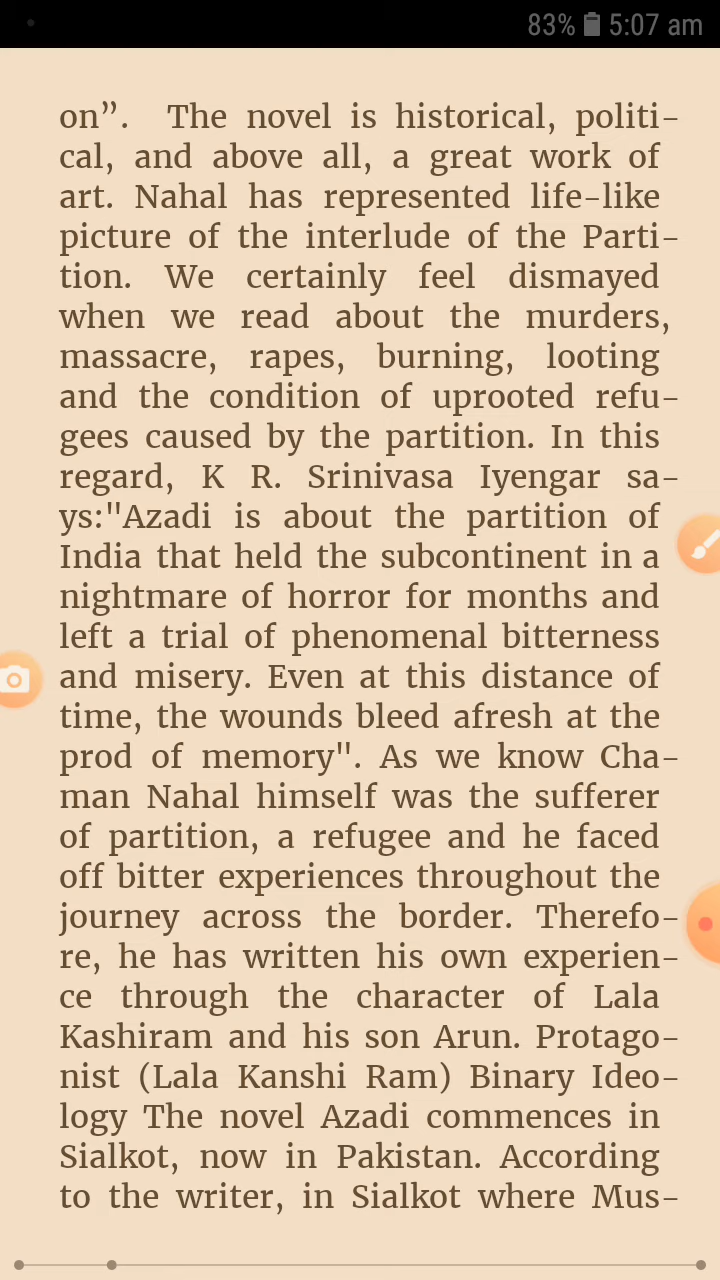 83% 5:07 am
on”. The novel is historical, politi-
cal, and above all, a great work of
art. Nahal has represented life-like
picture of the interlude of the Parti-
tion. We certainly feel dismayed
when we read about the murders,
massacre, rapes, burning, looting
and the condition of uprooted refu-
gees caused by the partition. In this
regard, K R. Srinivasa Iyengar sa-
ys:"Azadi is about the partition of
India that held the subcontinent in a
nightmare of horror for months and
left a trial of phenomenal bitterness
and misery. Even at this distance of
time, the wounds bleed afresh at the
prod of memory". As we know Cha-
man Nahal himself was the sufferer
of partition, a refugee and he faced
off bitter experiences throughout the
journey across the border. Therefo-
re, he has written his own experien-
ce through the character of Lala
Kashiram and his son Arun. Protago-
nist (Lala Kanshi Ram) Binary Ideo-
logy The novel Azadi commences in
Sialkot, now in Pakistan. According
to the writer, in Sialkot where Mus-